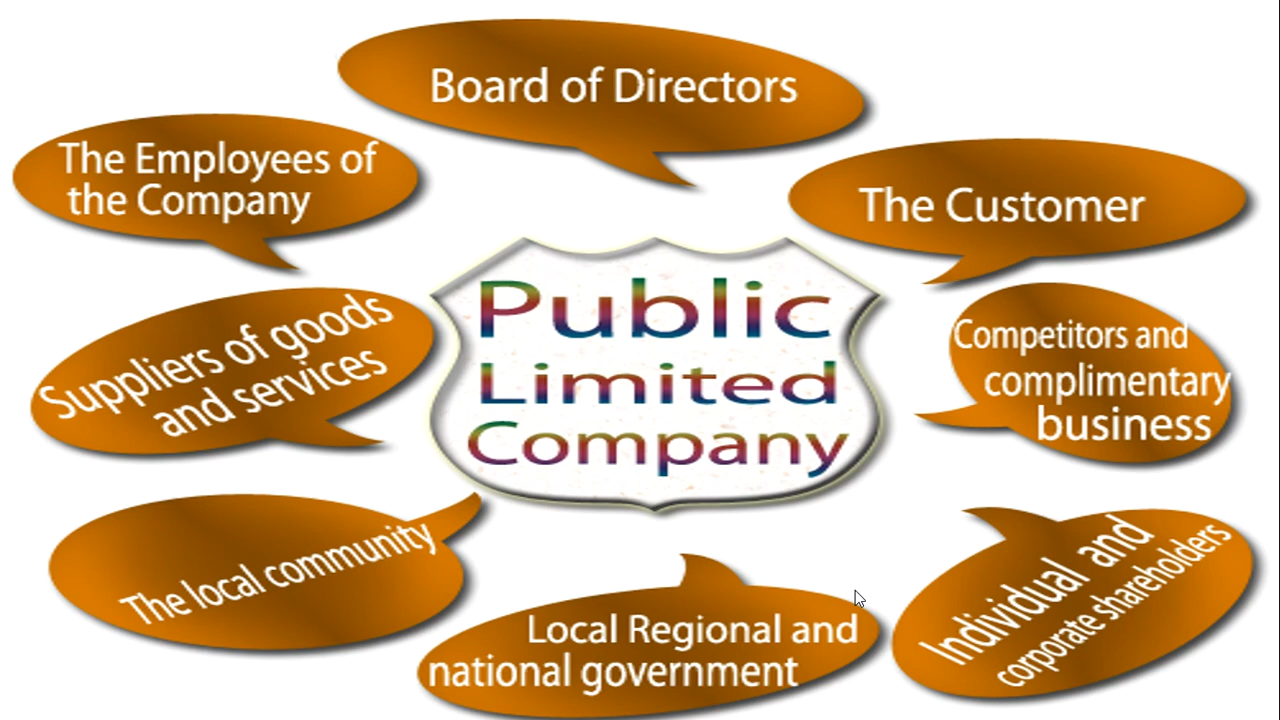 Board of Directors
The Employees of
the Company
The Customer
Public
Limited
Company
Suppliers of goods
and services
Competitors and
complimentary
business
The local community
Local Regional and
national government
Individual and
corporate shareholders